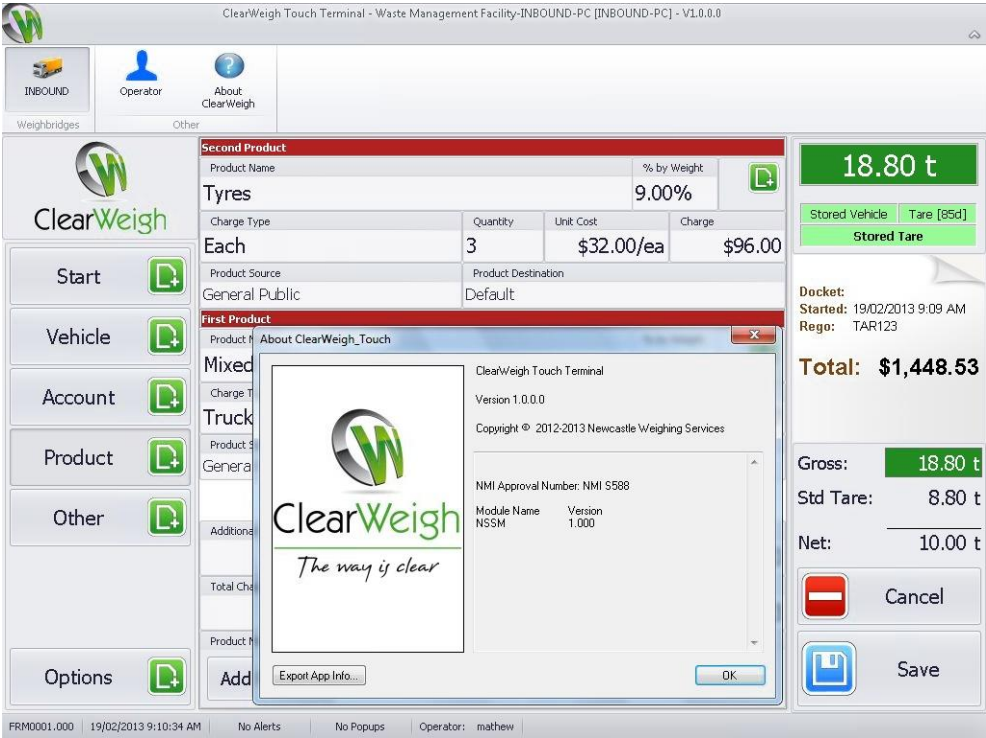 ClearWeigh Touch Terminal - Waste Management Facility-INBOUND-PC [INBOUND-PC] - V1.0.0.0
INBOUND
Operator
About
ClearWeigh
Weighbridges
Other
ClearWeigh
Start
Vehicle
Account
Product
Other
Options
Second Product
Product Name
% by Weight
Tyres
9.00%
Charge Type
Quantity
Unit Cost
Charge
Each
3
$32.00/ea
$96.00
Product Source
Product Destination
General Public
Default
First Product
Product
Mixed
Charge T
Truck
Product S
Genera
Additiona
Total Cha
Product
Add
About ClearWeigh_Touch
ClearWeigh
The way is clear
ClearWeigh Touch Terminal
Version 1.0.0.0
Copyright © 2012-2013 Newcastle Weighing Services
NMI Approval Number: NMI S588
Module Name Version
NSSM 1.000
Export App Info...
OK
18.80 t
Stored Vehicle
Tare [85d]
Stored Tare
Docket:
Started: 19/02/2013 9:09 AM
Rego: TAR123
Total: $1,448.53
Gross: 18.80 t
Std Tare: 8.80 t
Net: 10.00 t
Cancel
Save
FRM0001.000
19/02/2013 9:10:34 AM
No Alerts
No Popups
Operator: mathew